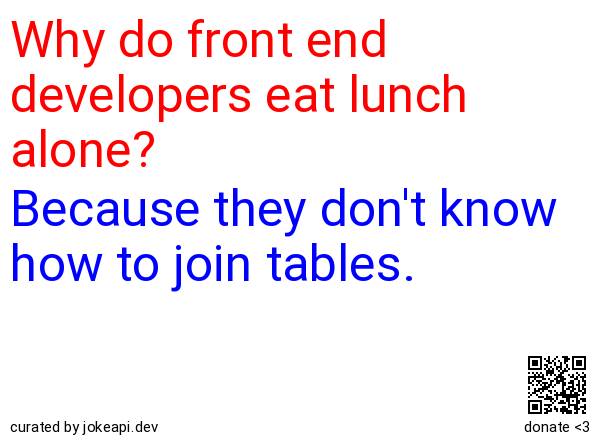 Why do front end
developers eat lunch
alone?
Because they don't know
how to join tables.
curated by jokeapi.dev
donate <3